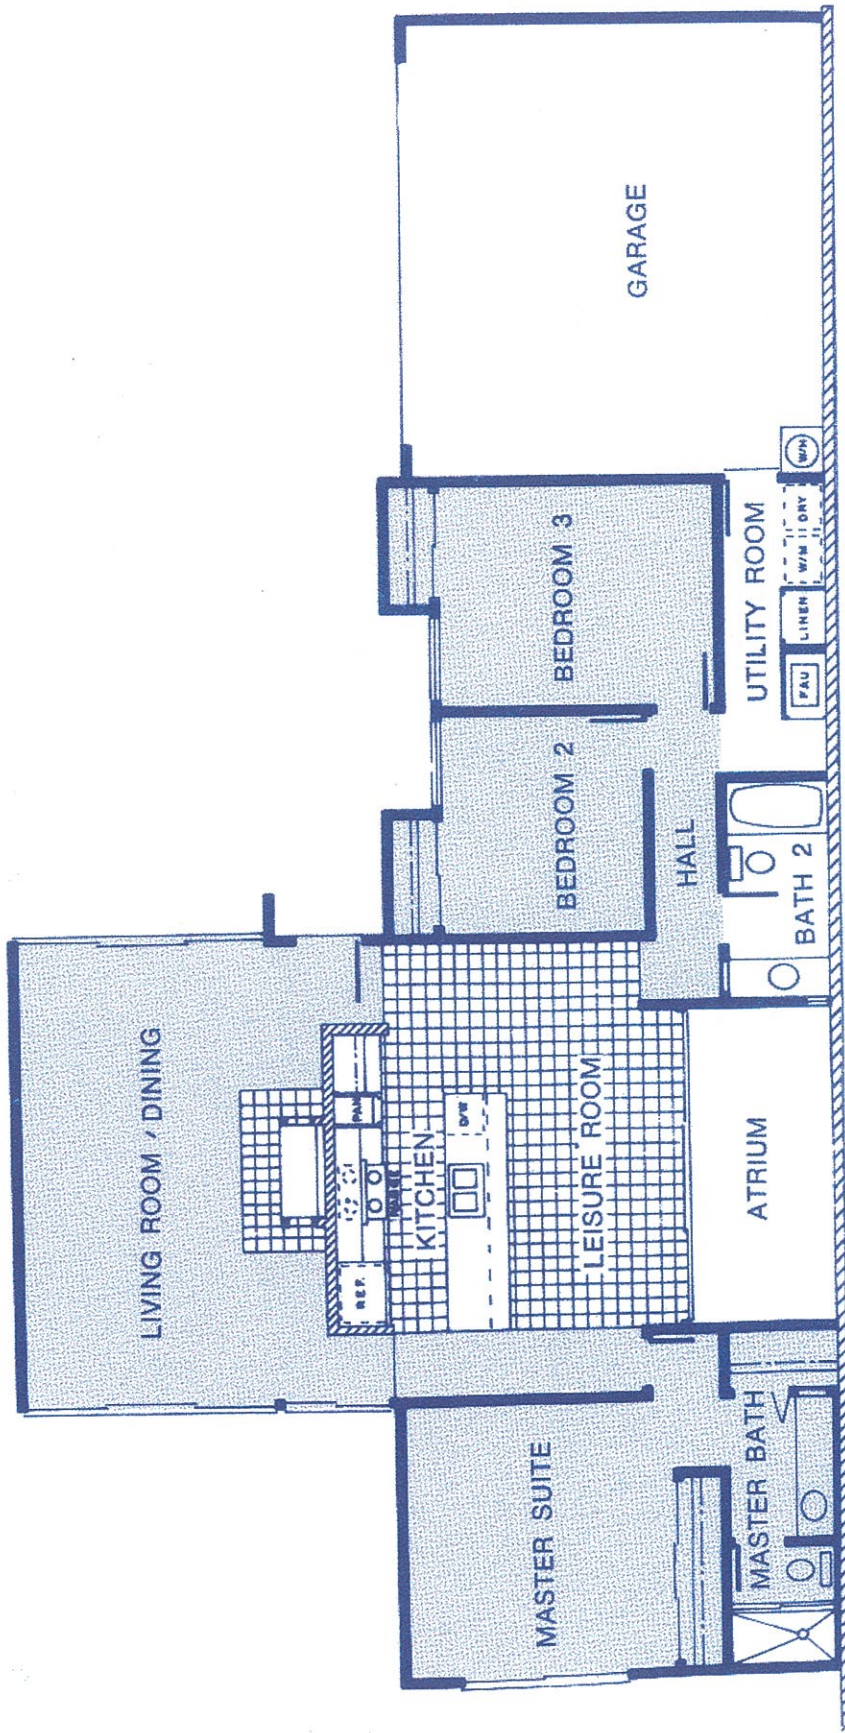 LIVING ROOM / DINING
MASTER SUITE
MASTER BATH
REF.
PAN
KITCHEN
D/W
LEISURE ROOM
ATRIUM
BEDROOM 2
BEDROOM 3
HALL
BATH 2
UTILITY ROOM
FAU
LINEN
W/M
DRY
W/H
GARAGE